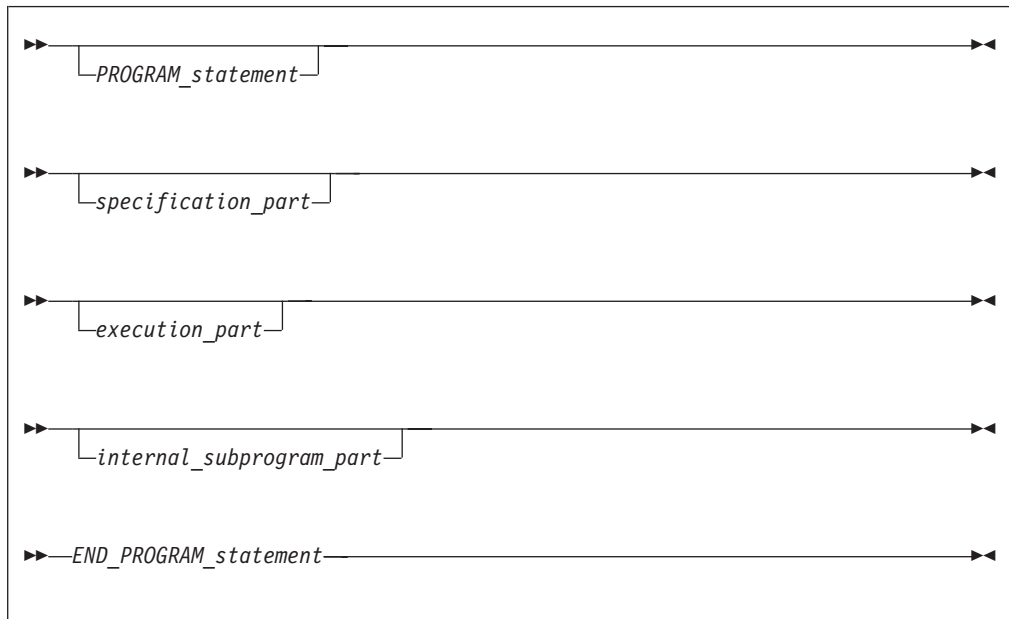 PROGRAM_statement
specification_part
execution_part
internal_subprogram_part
END_PROGRAM_statement